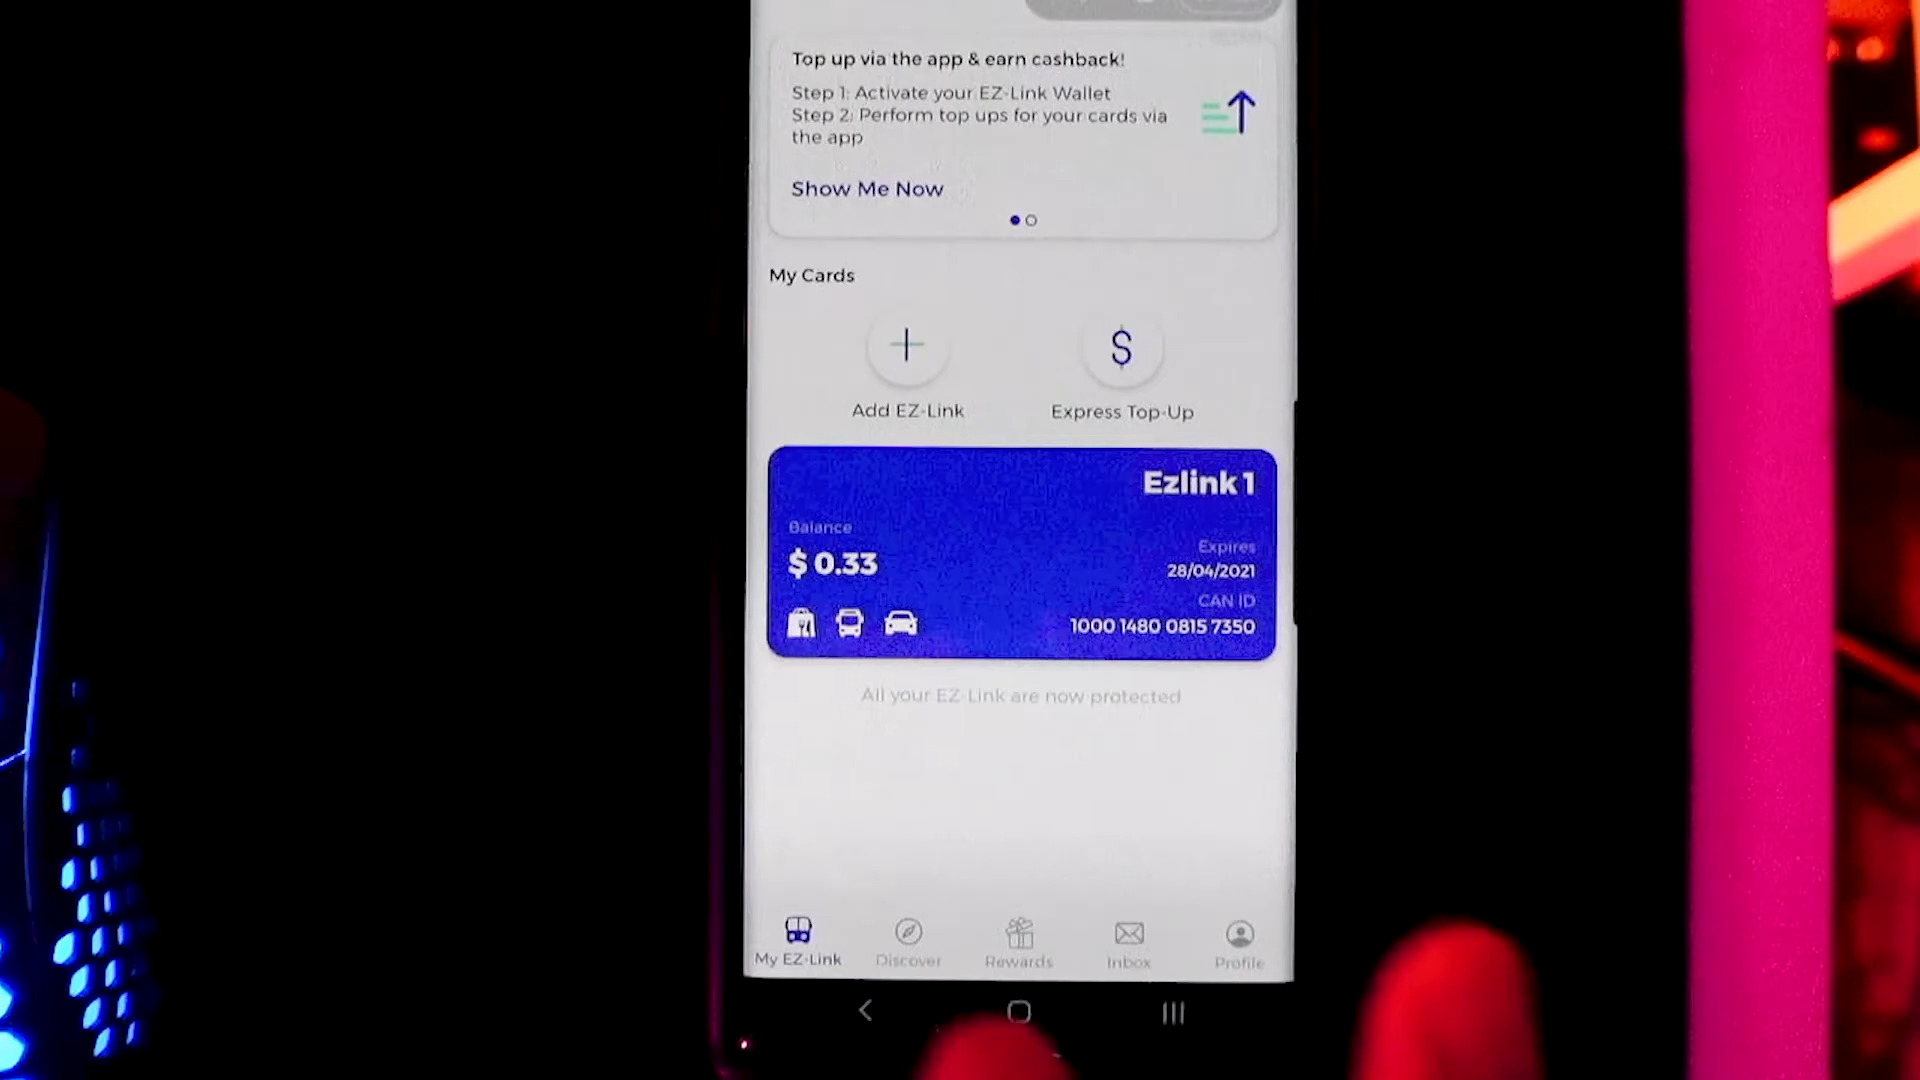 Top up via the app & earn cashback!
Step 1: Activate your EZ-Link Wallet
Step 2: Perform top ups for your cards via
the app
Show Me Now
My Cards
Add EZ-Link
Express Top-Up
Ezlink 1
Balance
$ 0.33
Expires
28/04/2021
CAN ID
1000 1480 0815 7350
All your EZ-Link are now protected
My EZ-Link
Discover
Rewards
Inbox
Profile